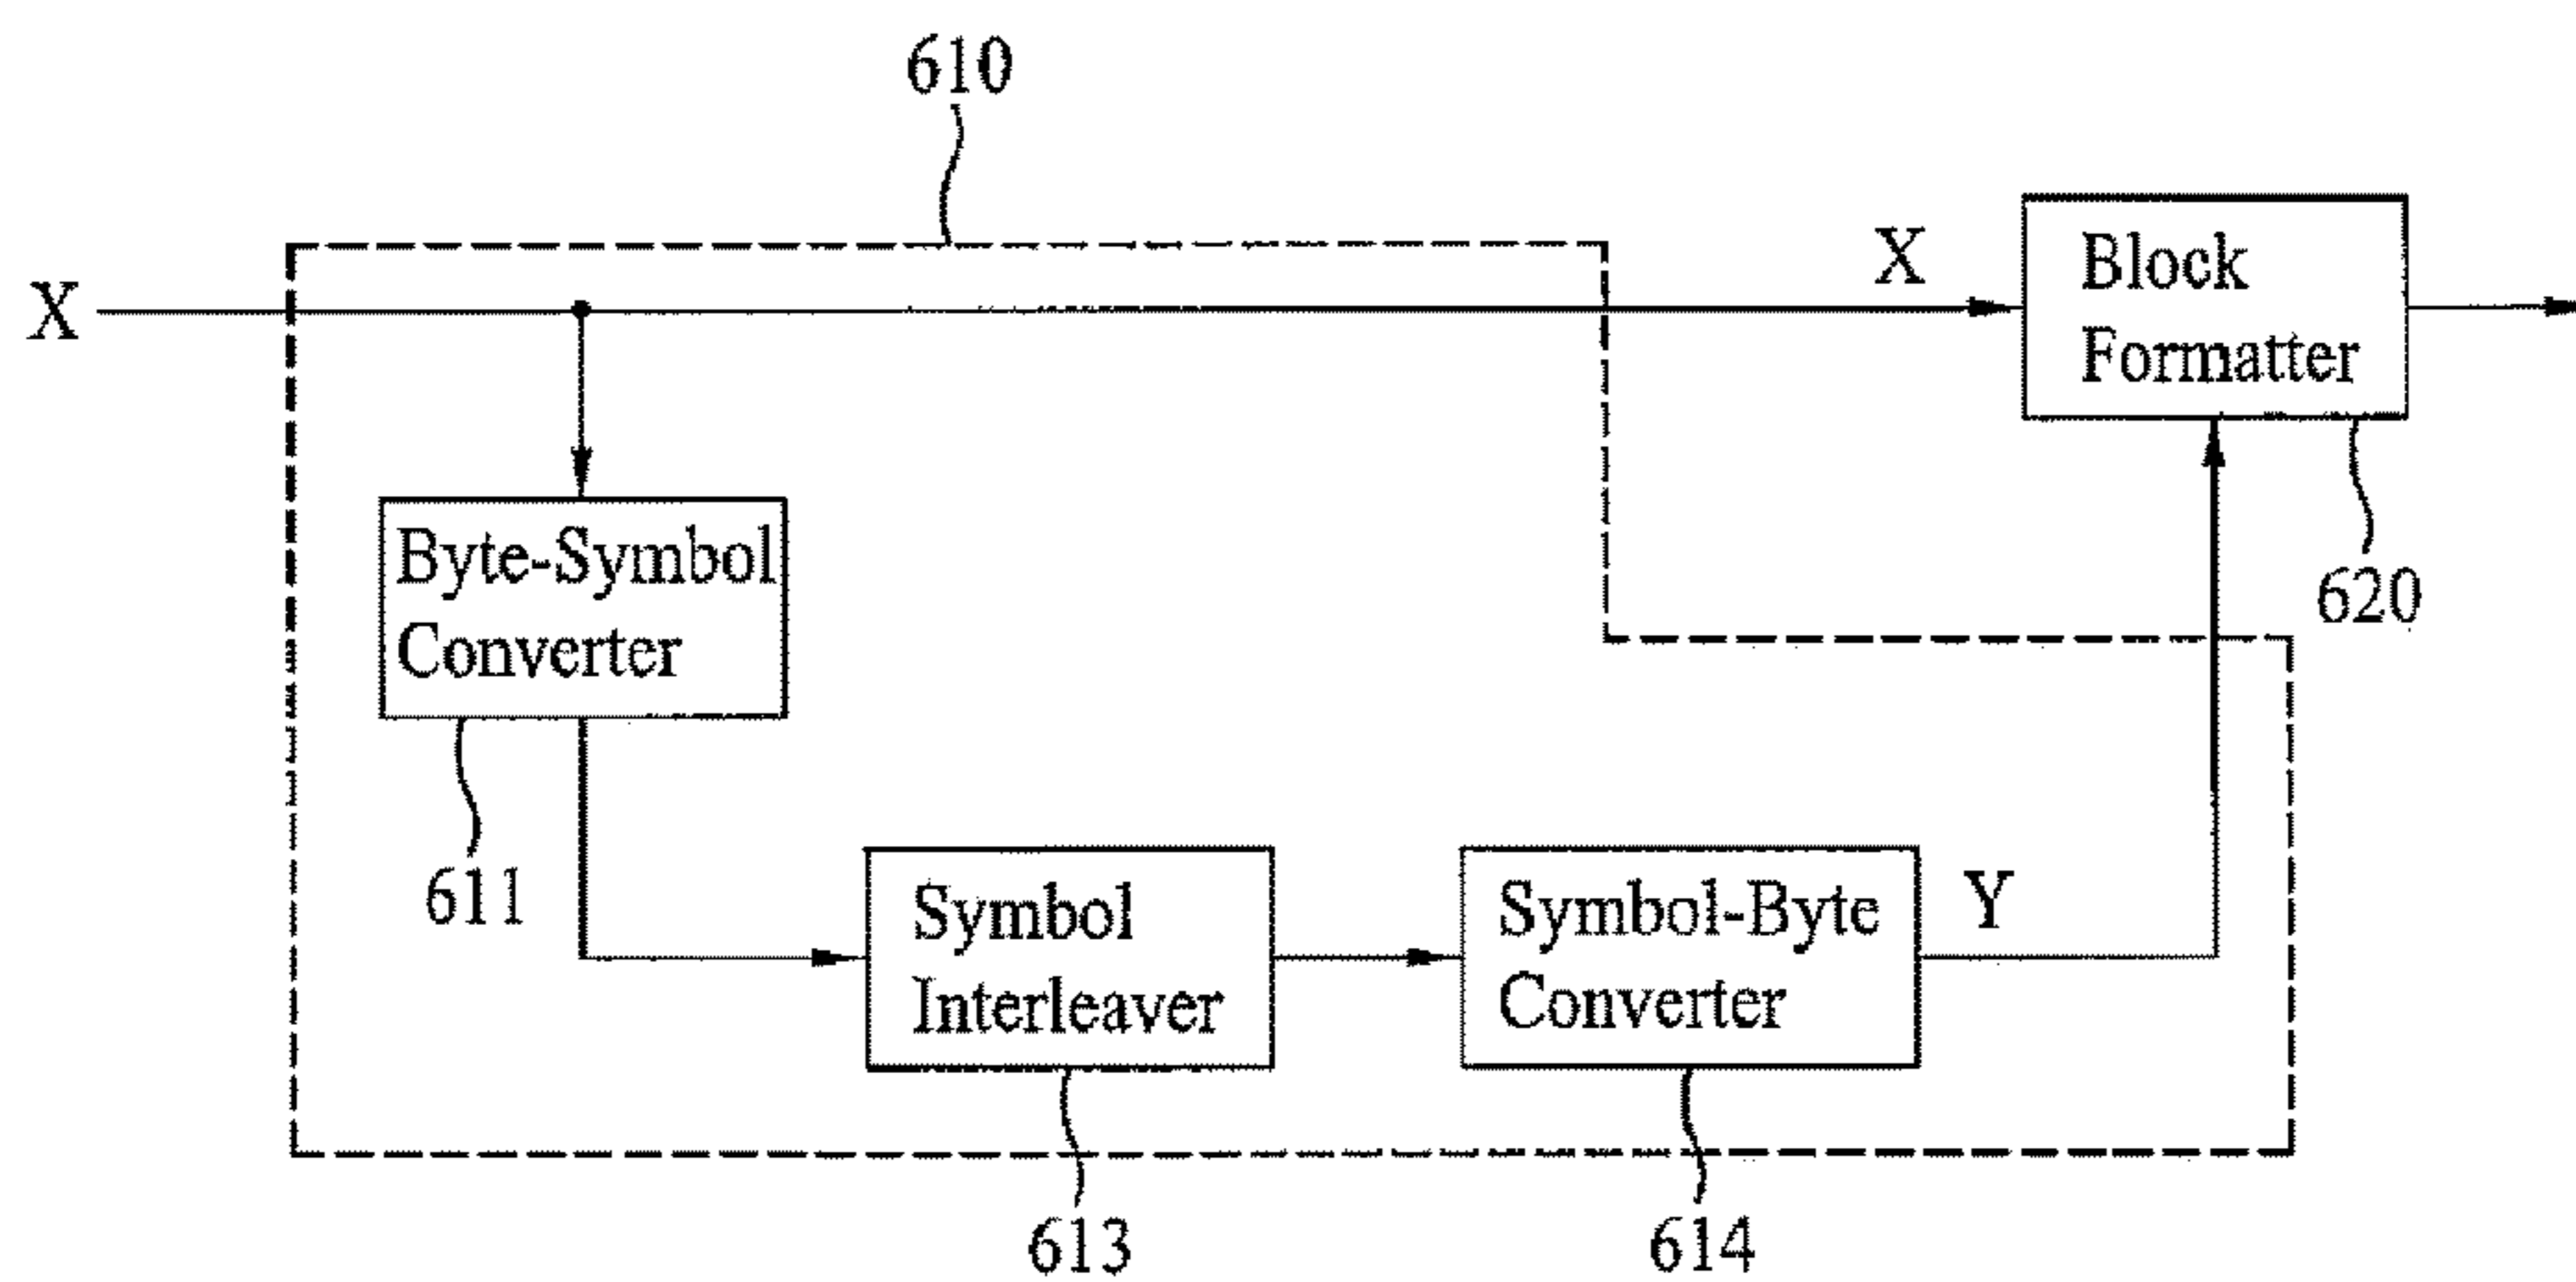 610
X
X
Block
Formatter
Byte-Symbol
Converter
620
611
Symbol
Interleaver
Symbol-Byte
Converter
Y
613
614